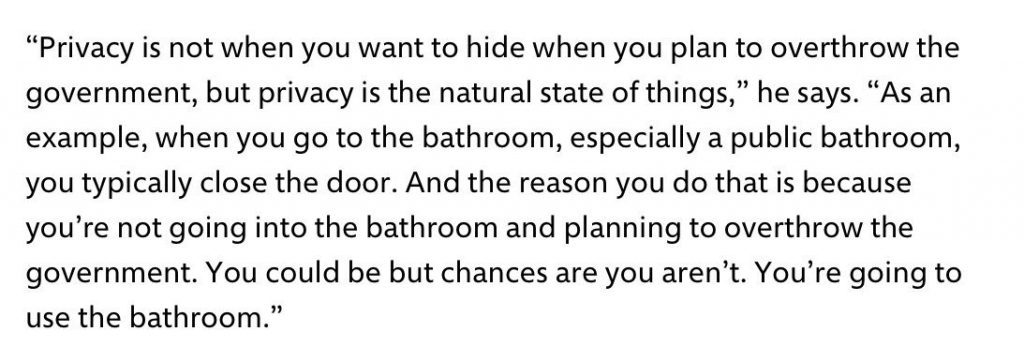 “Privacy is not when you want to hide when you plan to overthrow the
government, but privacy is the natural state of things,” he says. “As an
example, when you go to the bathroom, especially a public bathroom,
you typically close the door. And the reason you do that is because
you’re not going into the bathroom and planning to overthrow the
government. You could be but chances are you aren’t. You’re going to
use the bathroom.”